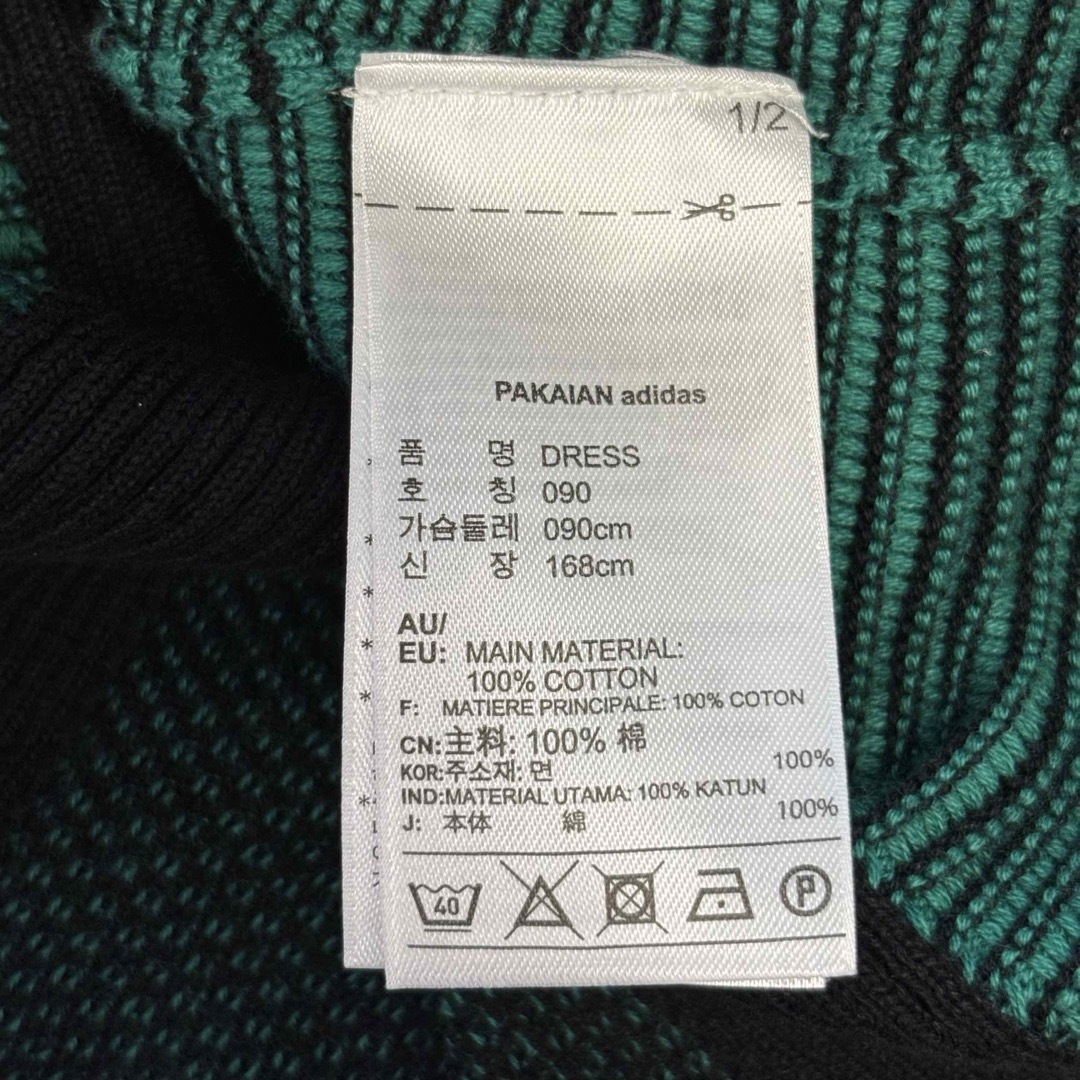 1/2
PAKAIAN adidas
품 명 DRESS
호 칭 090
가슴둘레 090cm
신 장 168cm
AU/
EU: MAIN MATERIAL:
100% COTTON
F: MATIERE PRINCIPALE: 100% COTON
CN:主料: 100% 棉
KOR:주소재: 면 100%
IND:MATERIAL UTAMA: 100% KATUN
J: 本体 綿 100%
40 P